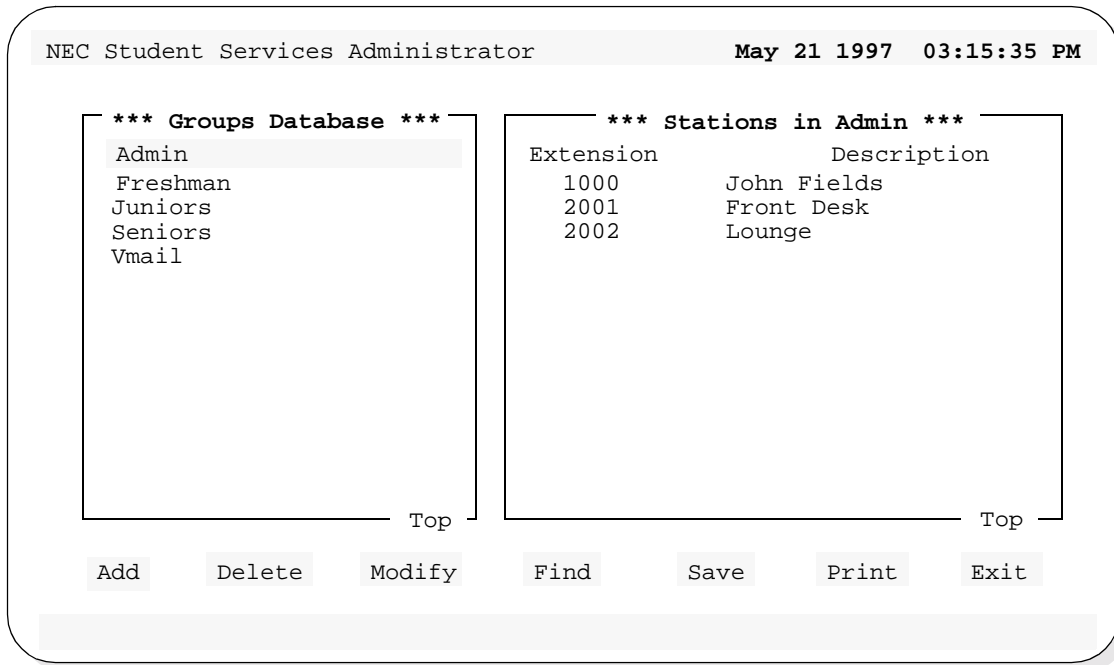 NEC Student Services Administrator May 21 1997 03:15:35 PM
*** Groups Database ***
Admin
Freshman
Juniors
Seniors
Vmail
Top
*** Stations in Admin ***
Extension Description
1000 John Fields
2001 Front Desk
2002 Lounge
Top
Add Delete Modify Find Save Print Exit